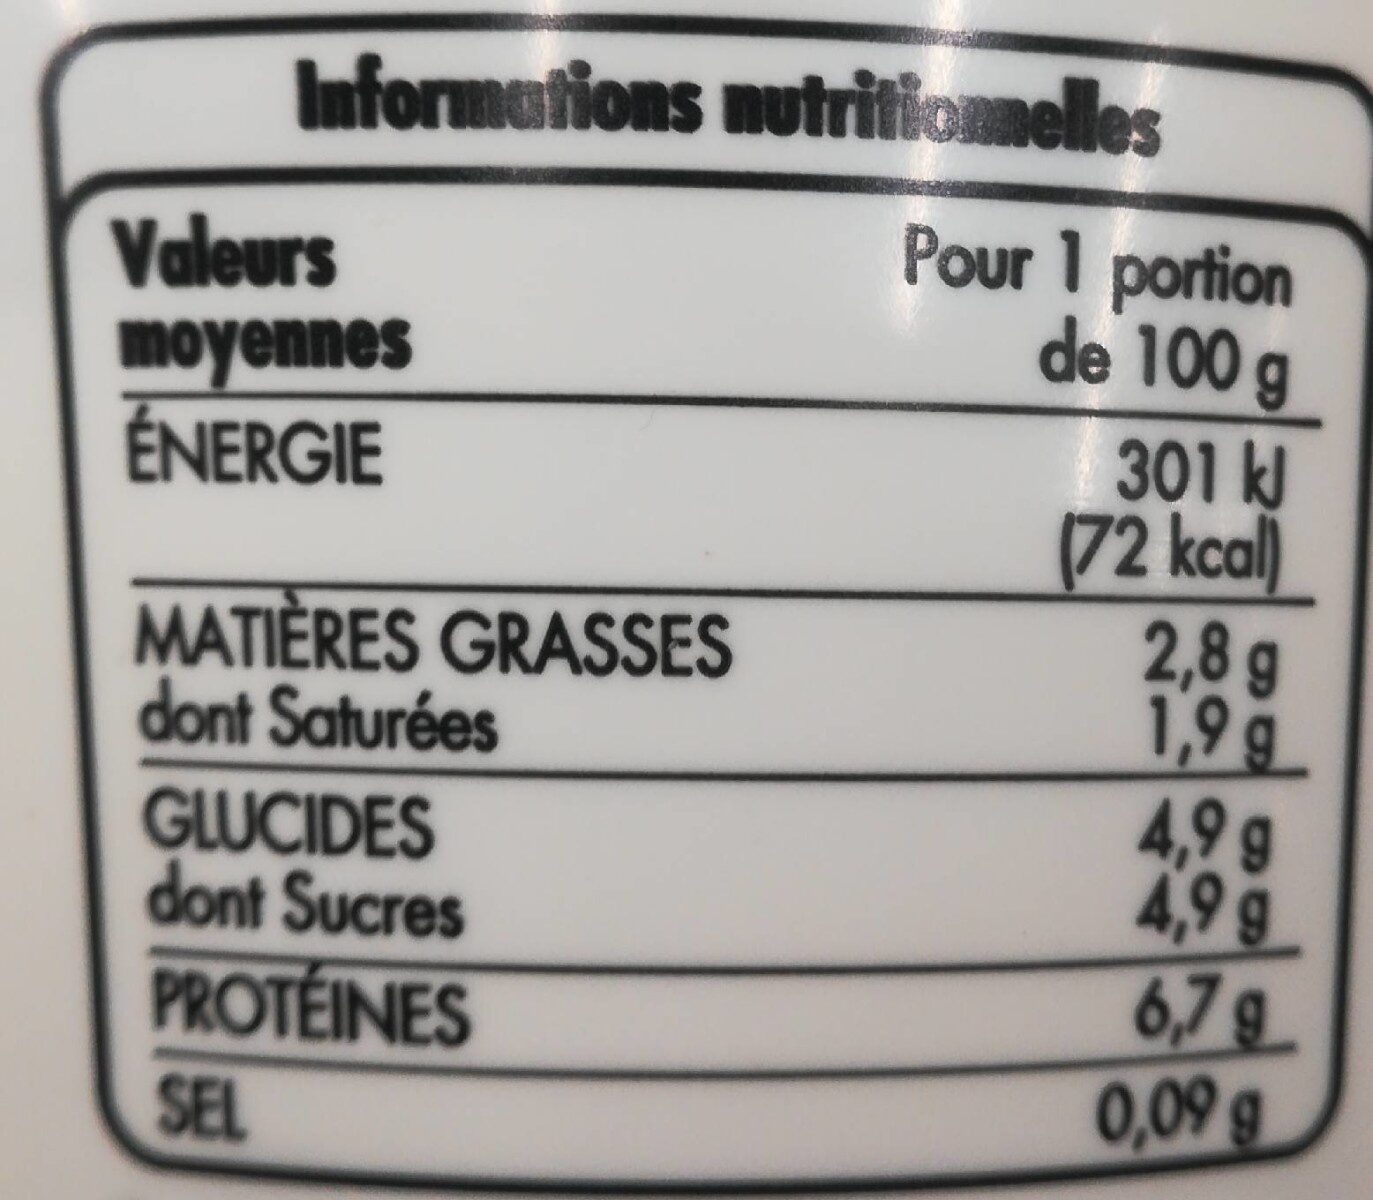 Informations nutritionnelles
Valeurs
moyennes
Pour 1 portion
de 100 g
ÉNERGIE 301 kJ
(72 kcal)
MATIÈRES GRASSES 2,8 g
dont Saturées 1,9 g
GLUCIDES 4,9 g
dont Sucres 4,9 g
PROTÉINES 6,7 g
SEL 0,09 g